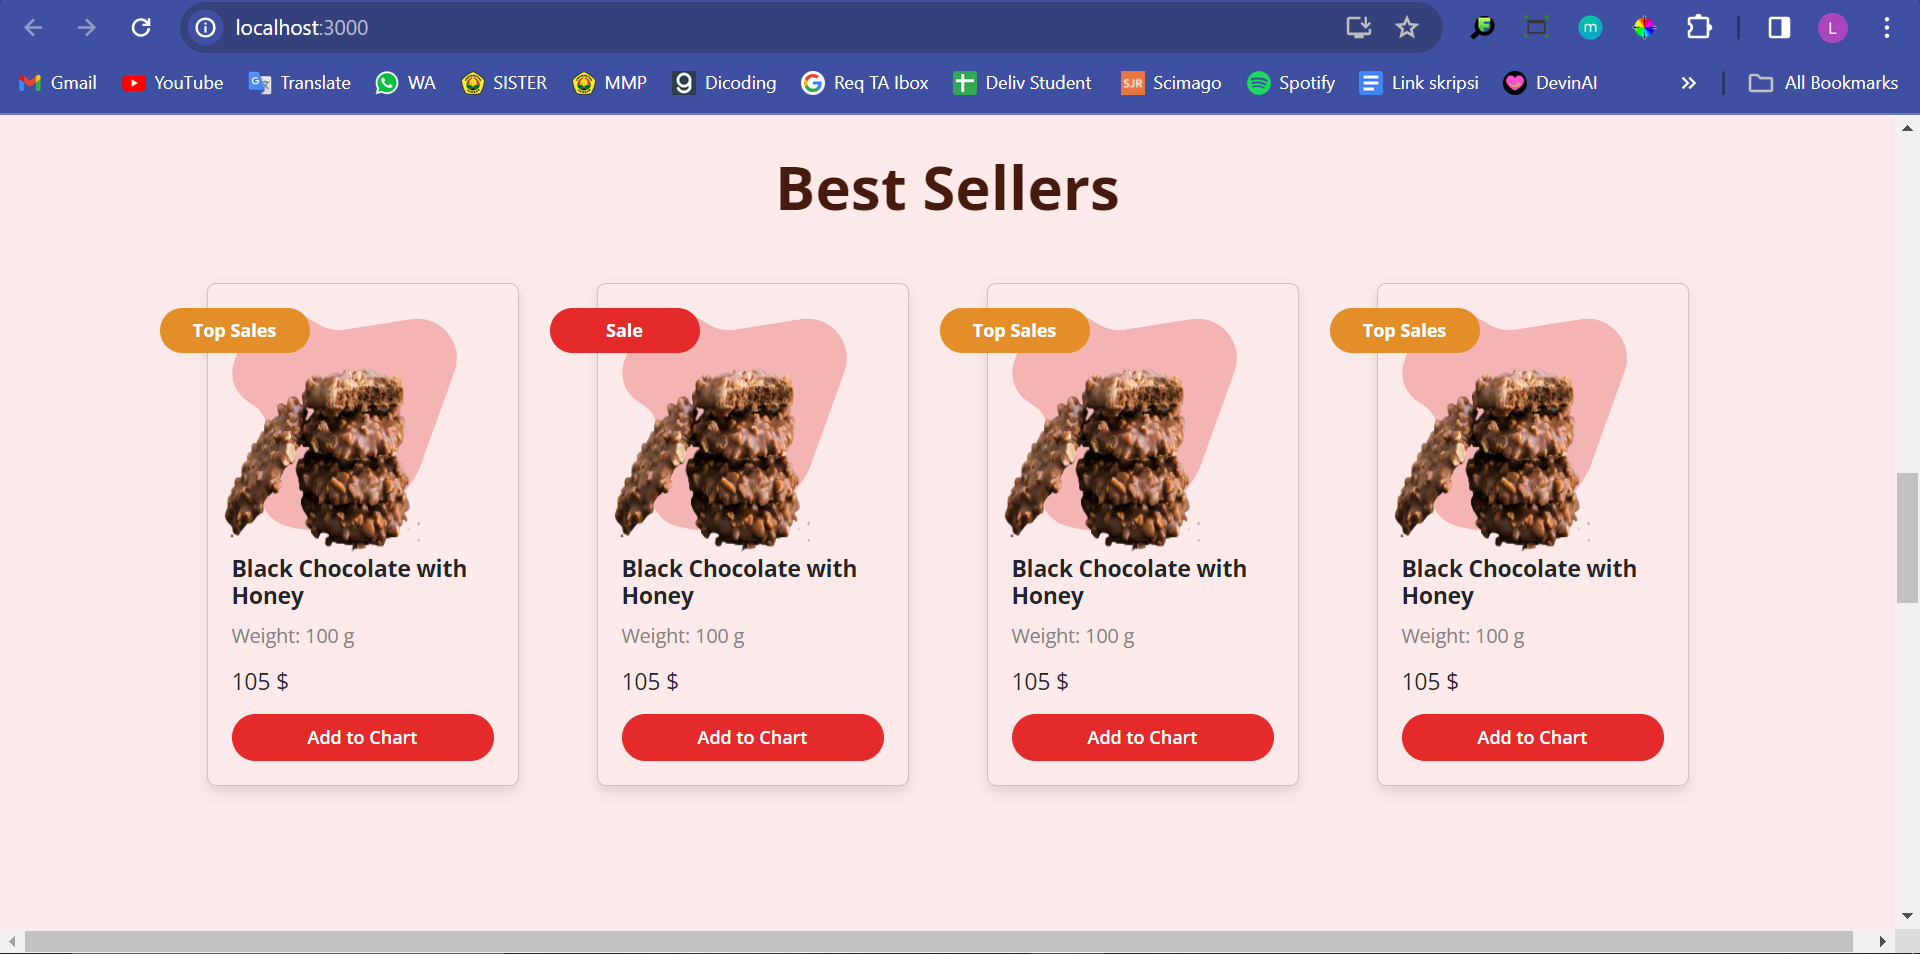 localhost:3000
L
Gmail YouTube Translate WA SISTER MMP Dicoding Req TA Ibox Deliv Student SJR Scimago Spotify Link skripsi DevinAI » All Bookmarks
Best Sellers
Top Sales Sale Top Sales Top Sales
Black Chocolate with
Honey
Weight: 100 g
105 $
Add to Chart
Black Chocolate with
Honey
Weight: 100 g
105 $
Add to Chart
Black Chocolate with
Honey
Weight: 100 g
105 $
Add to Chart
Black Chocolate with
Honey
Weight: 100 g
105 $
Add to Chart